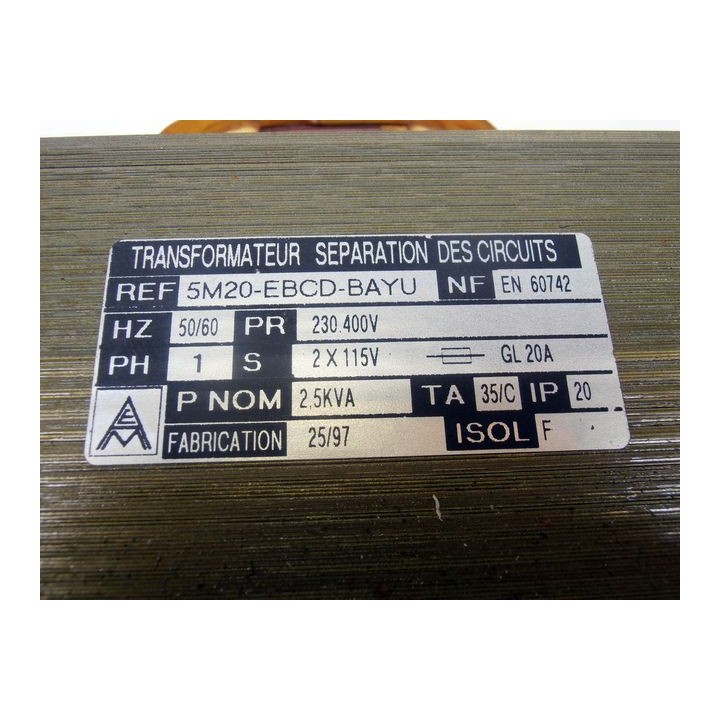 TRANSFORMATEUR SEPARATION DES CIRCUITS
REF 5M20-EBCD-BAYU NF EN 60742
HZ 50/60 PR 230.400V
PH 1 S 2 X 115V GL 20A
P NOM 2,5KVA TA 35/C IP 20
FABRICATION 25/97 ISOL F